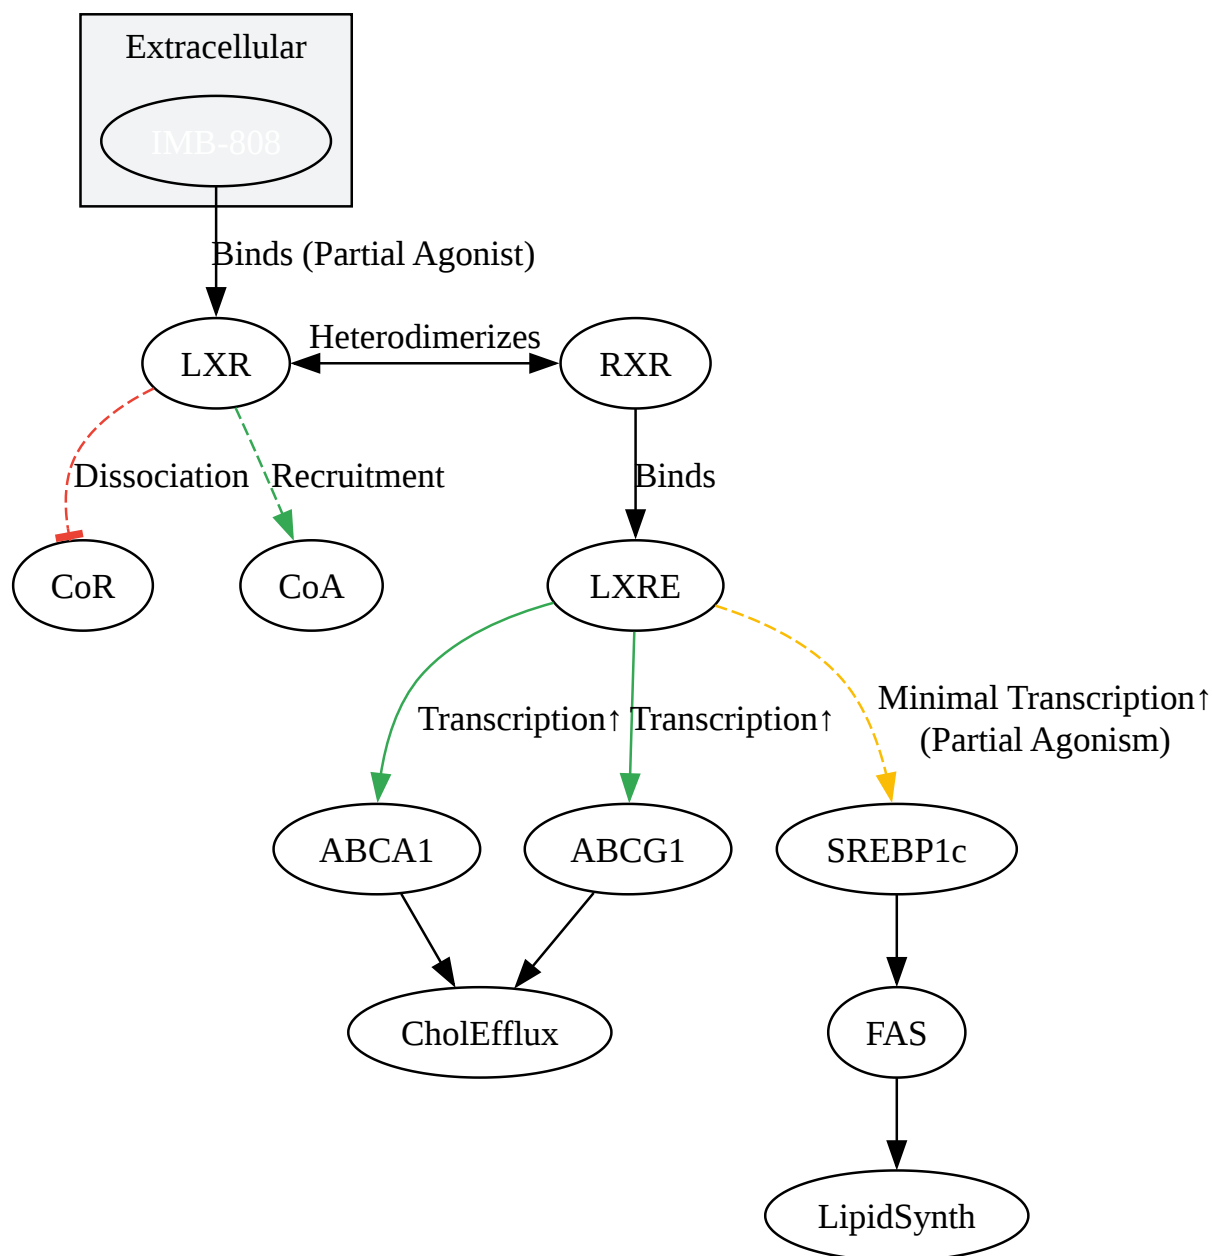 Extracellular
IMB-808
Binds (Partial Agonist)
LXR
Heterodimerizes
RXR
Dissociation
Recruitment
Binds
CoR
CoA
LXRE
Transcription↑
Transcription↑
Minimal Transcription↑
(Partial Agonism)
ABCA1
ABCG1
SREBP1c
CholEfflux
FAS
LipidSynth